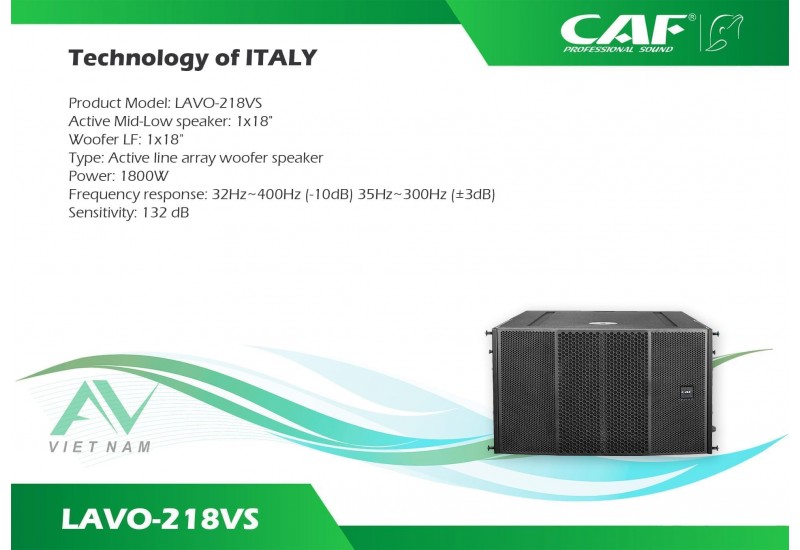 CAF®
PROFESSIONAL SOUND
Technology of ITALY
Product Model: LAVO-218VS
Active Mid-Low speaker: 1x18"
Woofer LF: 1x18"
Type: Active line array woofer speaker
Power: 1800W
Frequency response: 32Hz~400Hz (-10dB) 35Hz~300Hz (±3dB)
Sensitivity: 132 dB
AV
VIET NAM
CAF
LAVO-218VS